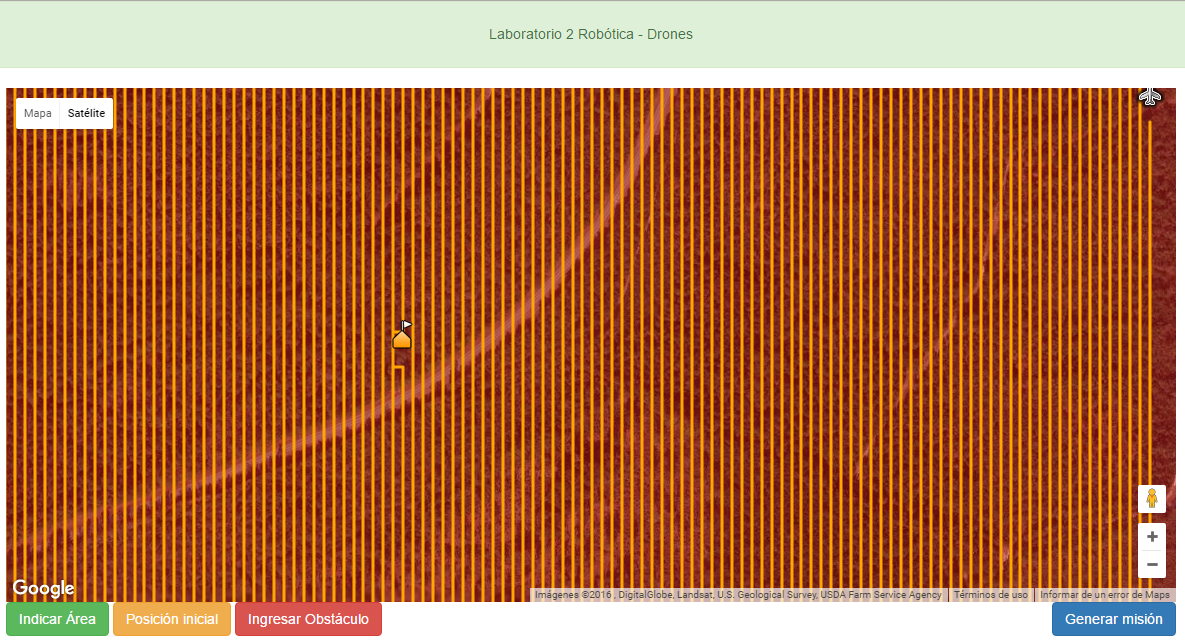 Laboratorio 2 Robótica - Drones
Mapa Satélite
Google
Imágenes ©2016 , DigitalGlobe, Landsat, U.S. Geological Survey, USDA Farm Service Agency Términos de uso Informar de un error de Maps
Indicar Área Posición inicial Ingresar Obstáculo Generar misión